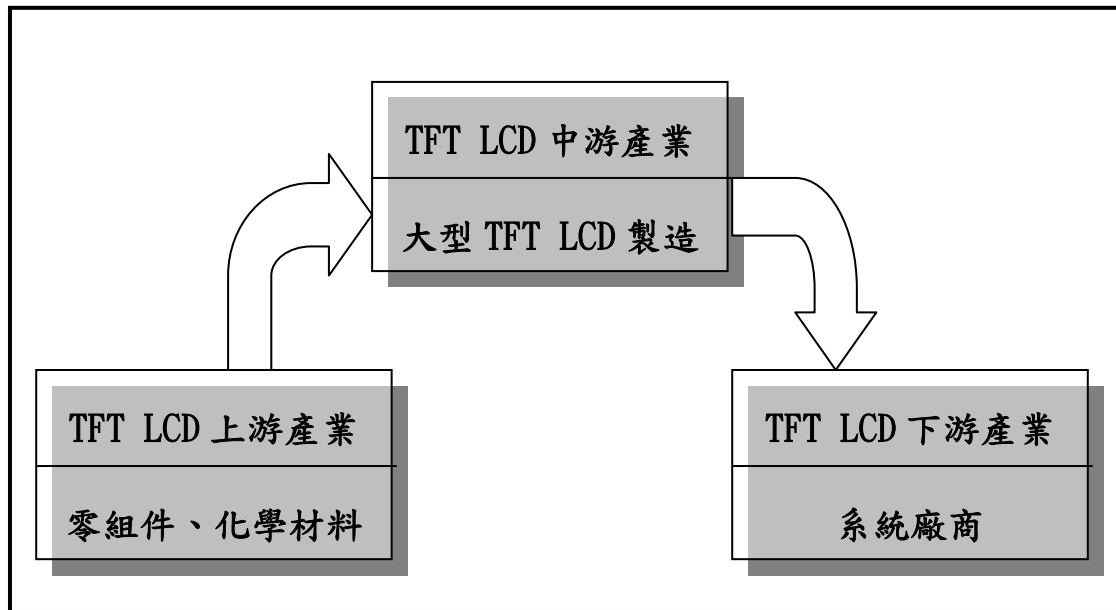 TFT LCD 中游產業
大型 TFT LCD 製造
TFT LCD 上游產業
零組件、化學材料
TFT LCD 下游產業
系統廠商